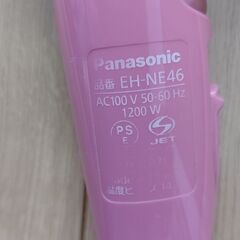 Panasonic
品番 EH-NE46
AC100 V 50-60 Hz
1200 W
PS
E
JET